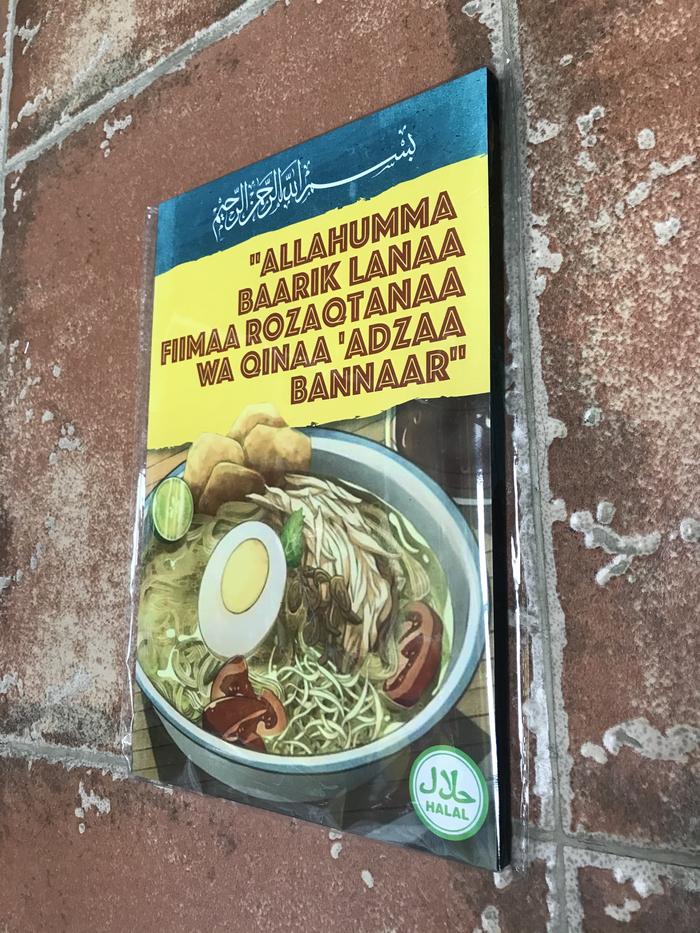 بسم الله الرحمن الرحيم
"ALLAHUMMA
BAARIK LANAA
FIIMAA ROZAQTANAA
WA QINAA 'ADZAA
BANNAAR"
حلال
HALAL